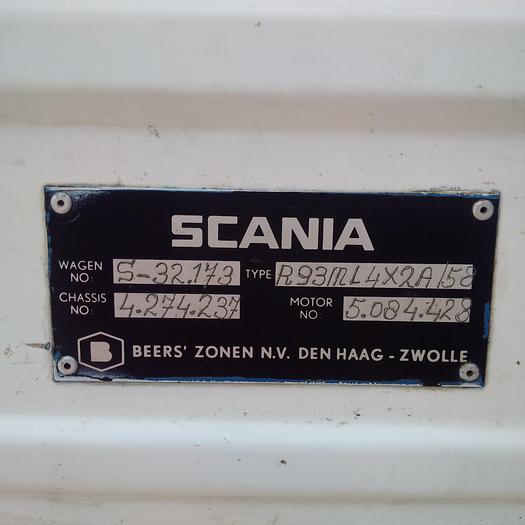 SCANIA
WAGEN NO: S-32.173 TYPE R93ML4X2A/58
CHASSIS NO: 4.274.237 MOTOR NO: 5.084.428
B BEERS' ZONEN N.V. DEN HAAG - ZWOLLE